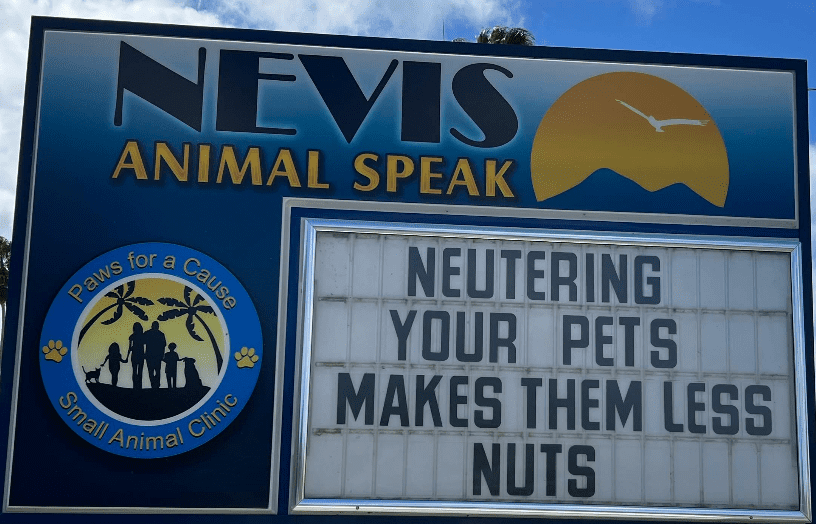 NEVIS
ANIMAL SPEAK
Paws for a Cause
Small Animal Clinic
NEUTERING
YOUR PETS
MAKES THEM LESS
NUTS